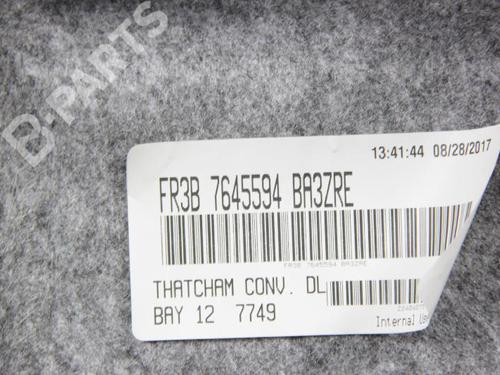 B-PARTS
13:41:44 08/28/2017
FR3B 7645594 BA3ZRE
FR3B 7645594 BA3ZRE
THATCHAM CONV. DL
BAY 12 7749
Internal